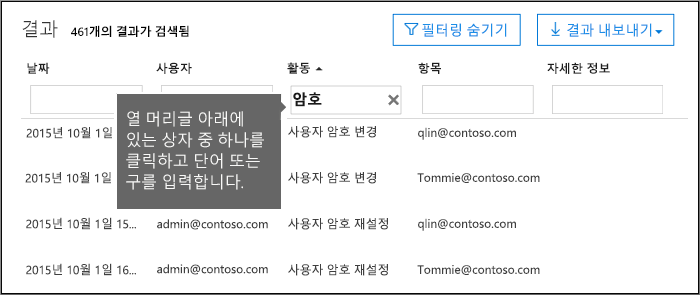 결과 461개의 결과가 검색됨 필터링 숨기기 결과 내보내기
날짜 사용자 활동 항목 자세한 정보
암호
열 머리글 아래에
있는 상자 중 하나를
클릭하고 단어 또는
구를 입력합니다.
2015년 10월 1일 사용자 암호 변경 qlin@contoso.com
2015년 10월 1일 사용자 암호 변경 Tommie@contoso.com
2015년 10월 1일 15... admin@contoso.com 사용자 암호 재설정 qlin@contoso.com
2015년 10월 1일 16... admin@contoso.com 사용자 암호 재설정 Tommie@contoso.com